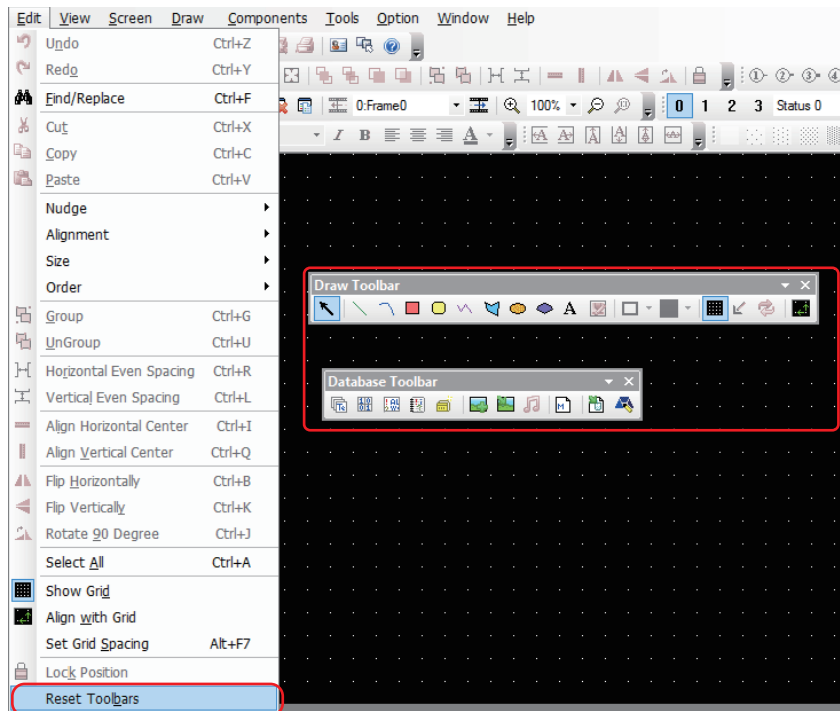 Edit View Screen Draw Components Tools Option Window Help
Undo Ctrl+Z
Redo Ctrl+Y
Find/Replace Ctrl+F
0:Frame0 100% 0 1 2 3 Status 0
Cut Ctrl+X
Copy Ctrl+C
Paste Ctrl+V
Nudge
Alignment
Size
Order
Draw Toolbar
Group Ctrl+G
UnGroup Ctrl+U
Horizontal Even Spacing Ctrl+R
Database Toolbar
Vertical Even Spacing Ctrl+L
Align Horizontal Center Ctrl+I
Align Vertical Center Ctrl+Q
Flip Horizontally Ctrl+B
Flip Vertically Ctrl+K
Rotate 90 Degree Ctrl+J
Select All Ctrl+A
Show Grid
Align with Grid
Set Grid Spacing Alt+F7
Lock Position
Reset Toolbars